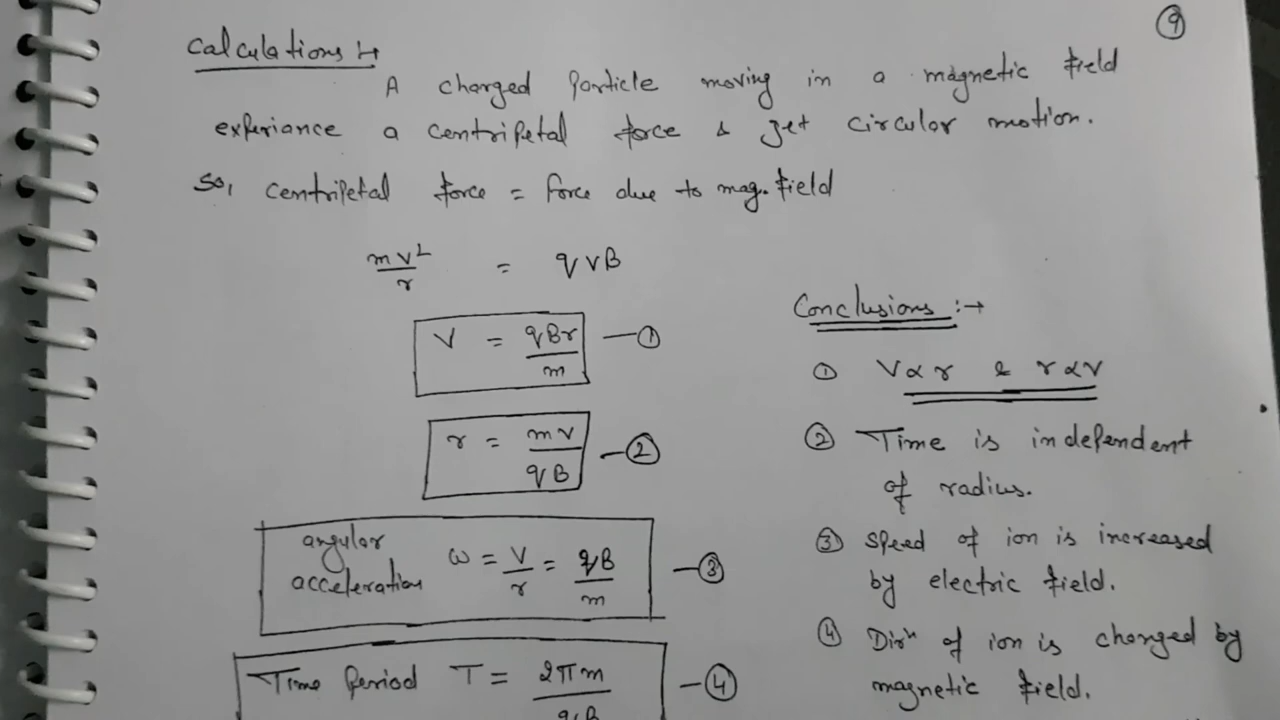 9
Calculations :→
A charged particle moving in a magnetic field
experiance a centripetal force & get circular motion.
So, centripetal force = force due to mag. field
mv²/r = qvB
V = qBr/m —①
r = mv/qB —②
angular acceleration ω = V/r = qB/m —③
Time Period T = 2πm/qB —④
Conclusions :→
① V ∝ r & r ∝ v
② Time is independent
of radius.
③ Speed of ion is increased
by electric field.
④ Dirⁿ of ion is changed by
magnetic field.